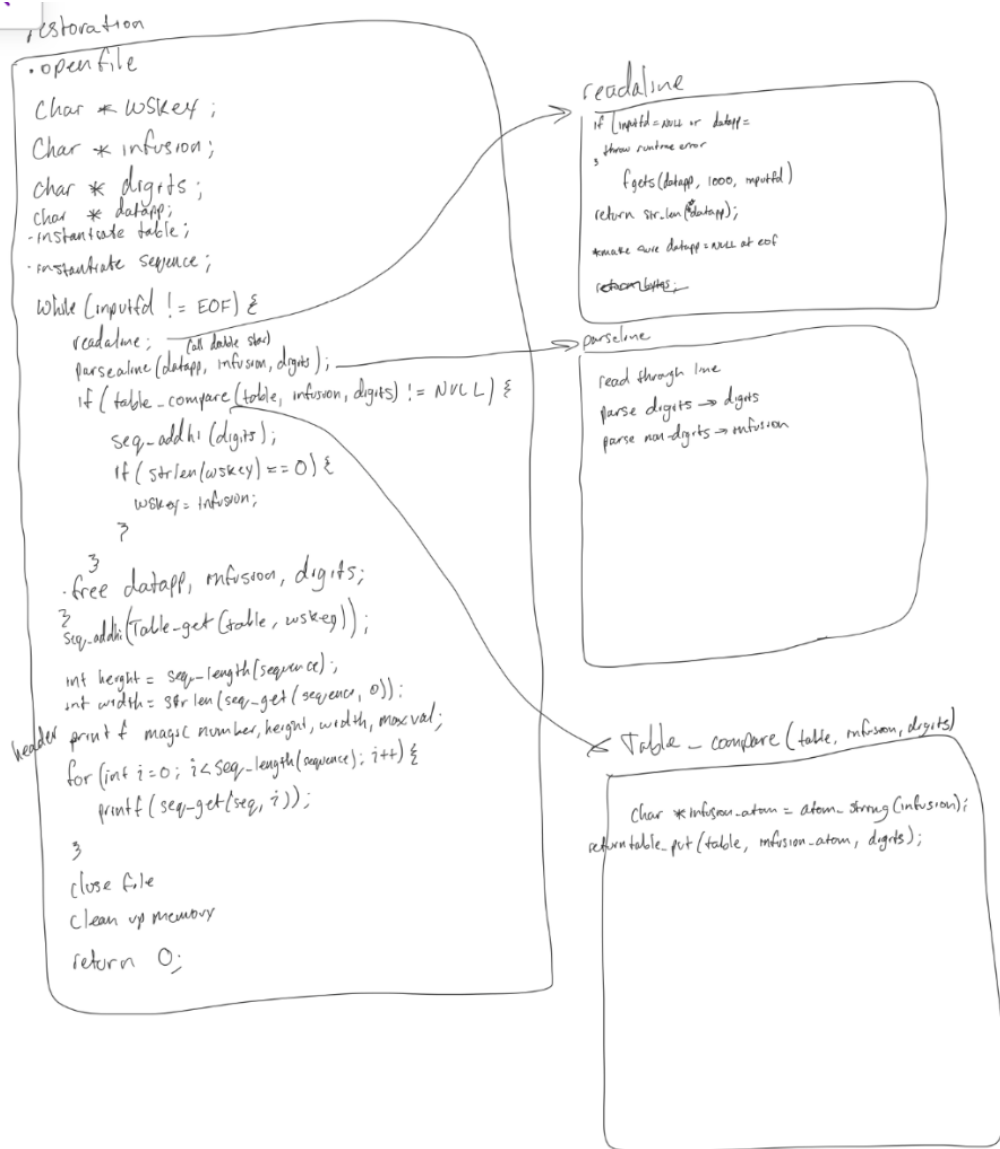 restoration
· openfile
Char * wskey ;
Char * infusion;
char * digits ;
char * datapp;
· instantiate table ;
· instantiate sequence ;
while (inputfd != EOF) {
readaline ;
(all double star)
parsealine (datapp, infusion, digits) ;
if ( table_compare (table, infusion, digits) != NULL) {
seq_addhi (digits) ;
if ( strlen(wskey) == 0) {
wskey = infusion;
}
}
· free datapp, infusion, digits;
}
seq_addhi (Table_get (table, wskey)) ;
int height = seq_length (sequence) ;
int width = strlen (seq_get (sequence, 0)) ;
header printf magic number, height, width, maxval;
for (int i=0; i<seq_length(sequence); i++) {
printf (seq_get (seq, i)) ;
}
close file
clean up memory
return 0;
readaline
if (inputfd = NULL or datapp =
throw runtime error
}
fgets (datapp, 1000, inputfd)
return str_len (*datapp);
*make sure datapp = NULL at eof
return bytes;
parseline
read through line
parse digits → digits
parse non-digits → infusion
Table _ compare (table, infusion, digits)
char * infusion_atom = atom_string (infusion) ;
return table_put (table, infusion_atom, digits) ;